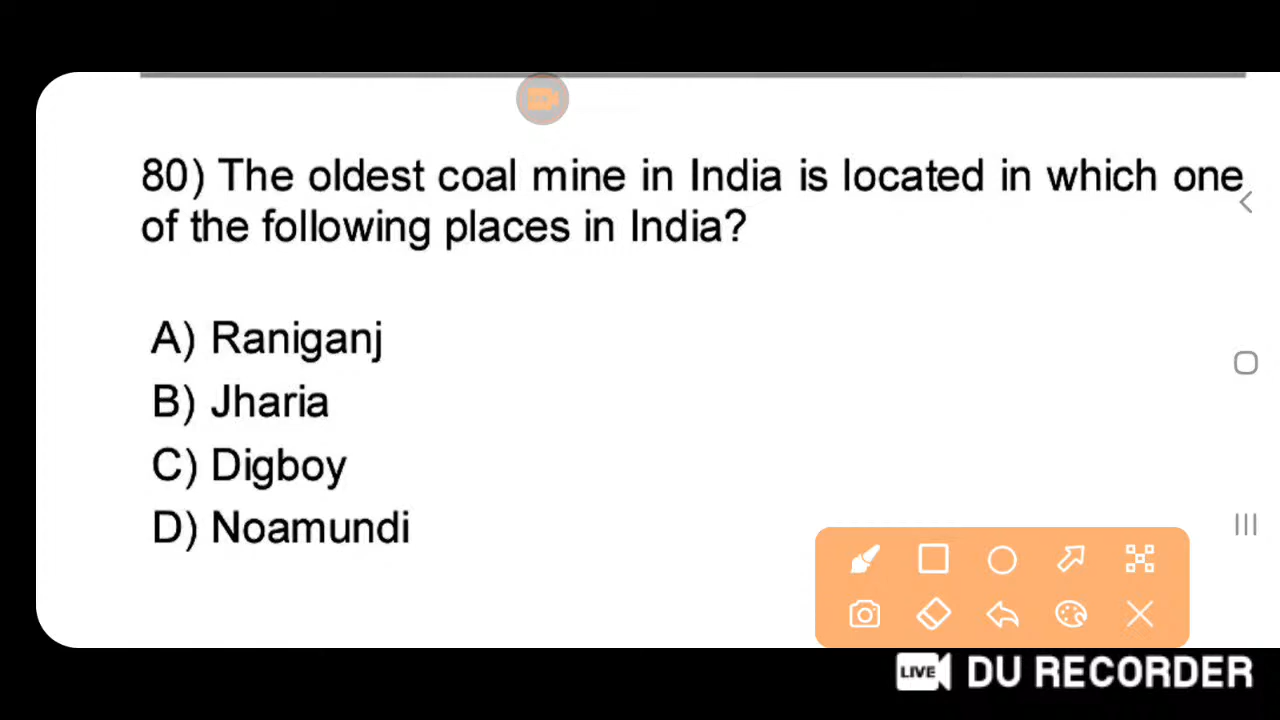 80) The oldest coal mine in India is located in which one
of the following places in India?
A) Raniganj
B) Jharia
C) Digboy
D) Noamundi
LIVE DU RECORDER